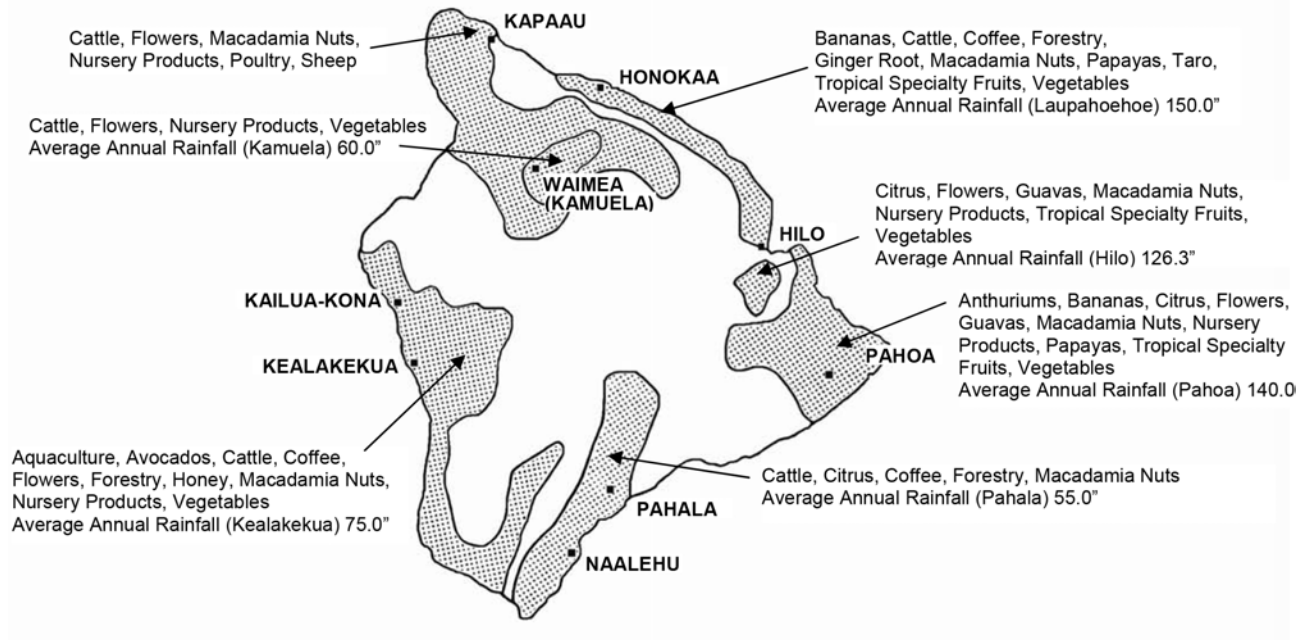 KAPAAU
Cattle, Flowers, Macadamia Nuts,
Nursery Products, Poultry, Sheep
Bananas, Cattle, Coffee, Forestry,
Ginger Root, Macadamia Nuts, Papayas, Taro,
Tropical Specialty Fruits, Vegetables
Average Annual Rainfall (Laupahoehoe) 150.0”
HONOKAA
Cattle, Flowers, Nursery Products, Vegetables
Average Annual Rainfall (Kamuela) 60.0”
WAIMEA
(KAMUELA)
Citrus, Flowers, Guavas, Macadamia Nuts,
Nursery Products, Tropical Specialty Fruits,
Vegetables
Average Annual Rainfall (Hilo) 126.3”
HILO
KAILUA-KONA
Anthuriums, Bananas, Citrus, Flowers,
Guavas, Macadamia Nuts, Nursery
Products, Papayas, Tropical Specialty
Fruits, Vegetables
Average Annual Rainfall (Pahoa) 140.0
PAHOA
KEALAKEKUA
Aquaculture, Avocados, Cattle, Coffee,
Flowers, Forestry, Honey, Macadamia Nuts,
Nursery Products, Vegetables
Average Annual Rainfall (Kealakekua) 75.0”
Cattle, Citrus, Coffee, Forestry, Macadamia Nuts
Average Annual Rainfall (Pahala) 55.0”
PAHALA
NAALEHU